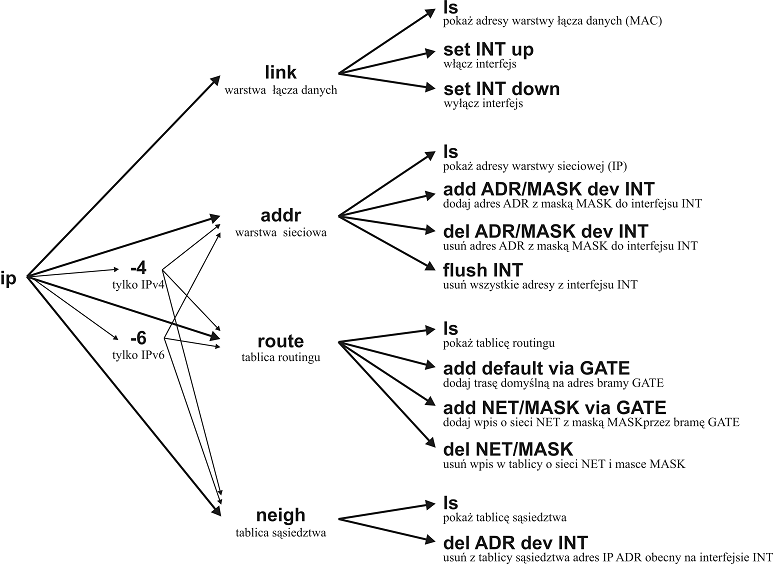 ip
-4
tylko IPv4
-6
tylko IPv6
link
warstwa łącza danych
ls
pokaż adresy warstwy łącza danych (MAC)
set INT up
włącz interfejs
set INT down
wyłącz interfejs
addr
warstwa sieciowa
ls
pokaż adresy warstwy sieciowej (IP)
add ADR/MASK dev INT
dodaj adres ADR z maską MASK do interfejsu INT
del ADR/MASK dev INT
usuń adres ADR z maską MASK do interfejsu INT
flush INT
usuń wszystkie adresy z interfejsu INT
route
tablica routingu
ls
pokaż tablicę routingu
add default via GATE
dodaj trasę domyślną na adres bramy GATE
add NET/MASK via GATE
dodaj wpis o sieci NET z maską MASKprzez bramę GATE
del NET/MASK
usuń wpis w tablicy o sieci NET i masce MASK
neigh
tablica sąsiedztwa
ls
pokaż tablicę sąsiedztwa
del ADR dev INT
usuń z tablicy sąsiedztwa adres IP ADR obecny na interfejsie INT